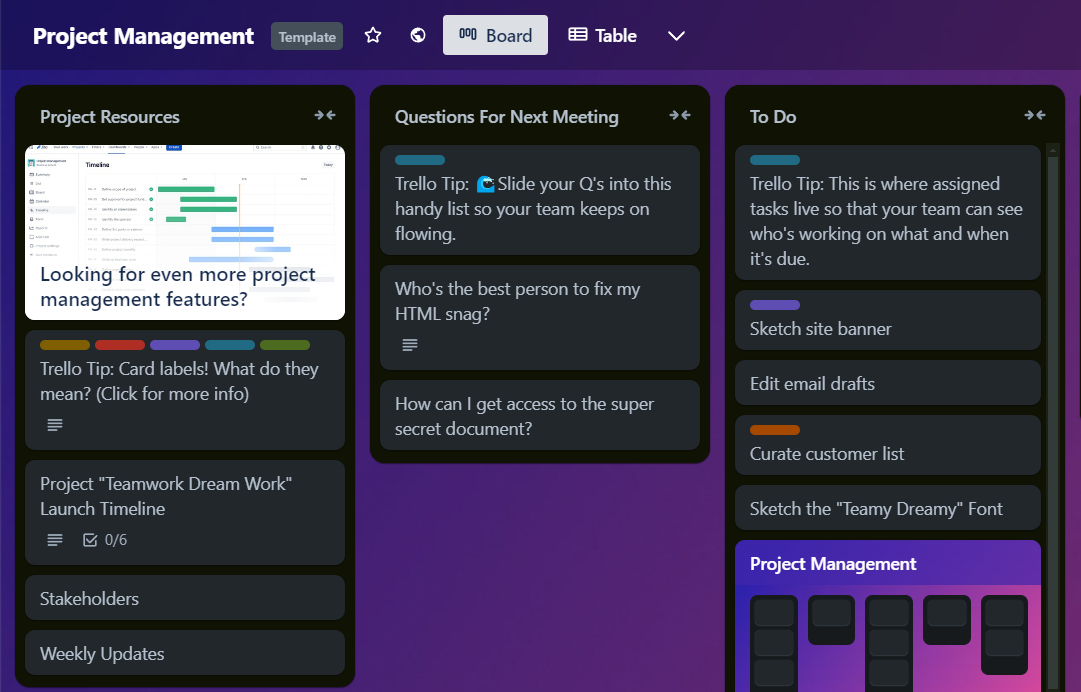 Project Management
Template
Board
Table
Project Resources
Timeline
Looking for even more project
management features?
Trello Tip: Card labels! What do they
mean? (Click for more info)
Project "Teamwork Dream Work"
Launch Timeline
0/6
Stakeholders
Weekly Updates
Questions For Next Meeting
Trello Tip: 🌊Slide your Q's into this
handy list so your team keeps on
flowing.
Who's the best person to fix my
HTML snag?
How can I get access to the super
secret document?
To Do
Trello Tip: This is where assigned
tasks live so that your team can see
who's working on what and when
it's due.
Sketch site banner
Edit email drafts
Curate customer list
Sketch the "Teamy Dreamy" Font
Project Management